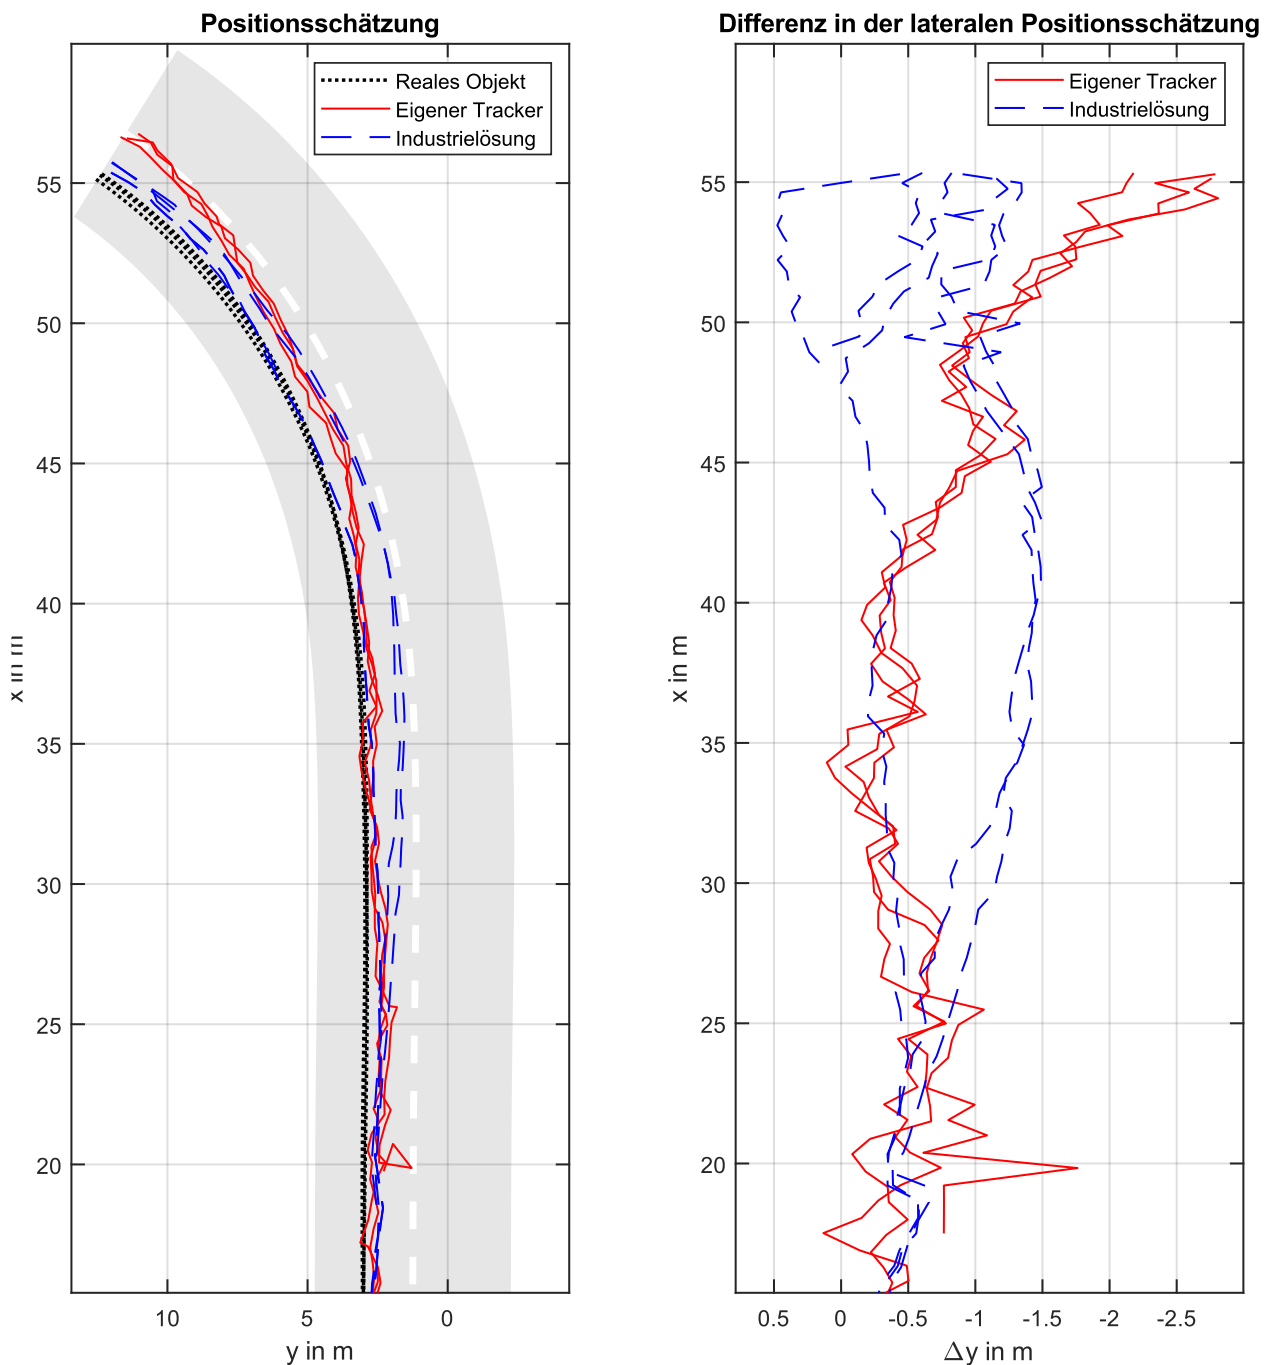 Positionsschätzung
Reales Objekt
Eigener Tracker
Industrielösung
55
50
45
40
35
30
25
20
x in m
10
5
0
y in m
Differenz in der lateralen Positionsschätzung
Eigener Tracker
Industrielösung
55
50
45
40
35
30
25
20
x in m
0.5
0
-0.5
-1
-1.5
-2
-2.5
Δy in m